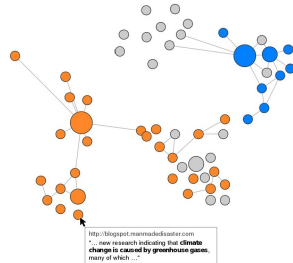 http://blogspot.manmadedisaster.com
"... new research indicating that climate
change is caused by greenhouse gases,
many of which ..."